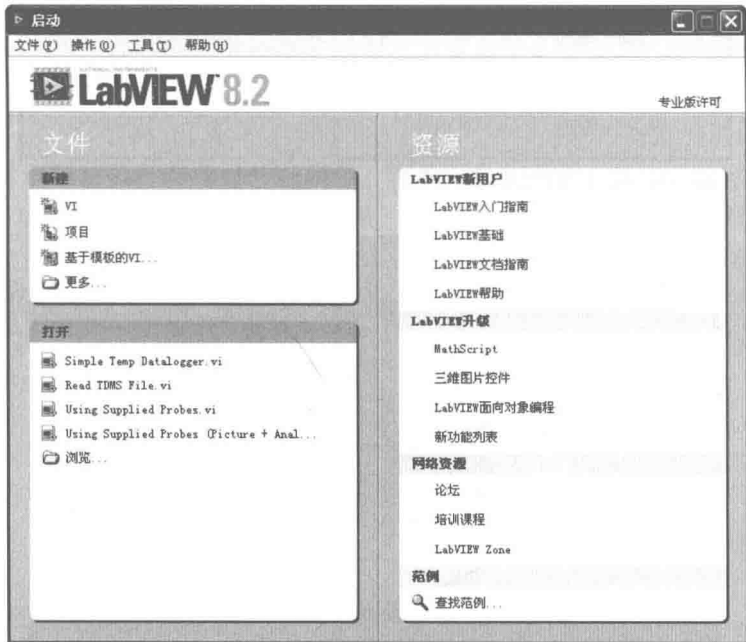 启动
文件(F) 操作(O) 工具(T) 帮助(H)
LabVIEW 8.2
专业版许可
文件
新建
VI
项目
基于模板的VI...
更多...
打开
Simple Temp Datalogger.vi
Read TDMS File.vi
Using Supplied Probes.vi
Using Supplied Probes (Picture + Anal...
浏览...
资源
LabVIEW新用户
LabVIEW入门指南
LabVIEW基础
LabVIEW文档指南
LabVIEW帮助
LabVIEW升级
MathScript
三维图片控件
LabVIEW面向对象编程
新功能列表
网络资源
论坛
培训课程
LabVIEW Zone
范例
查找范例...